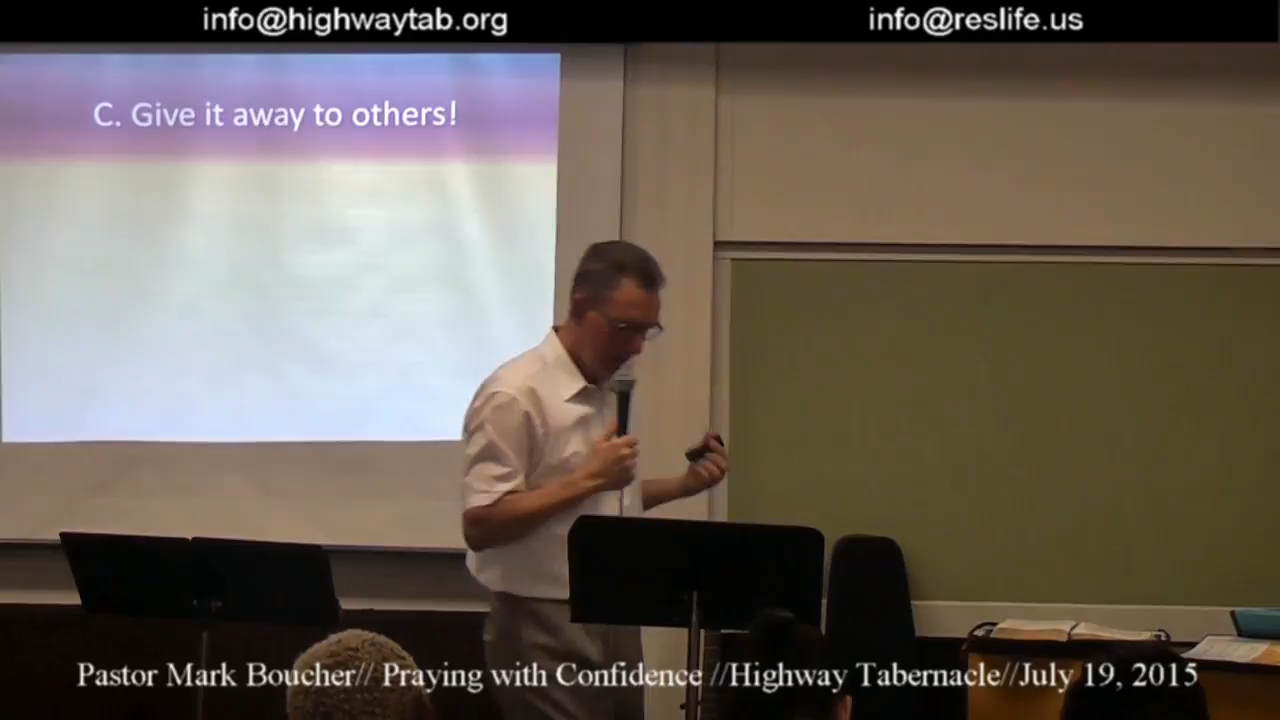 info@highwaytab.org
info@reslife.us
C. Give it away to others!
Pastor Mark Boucher// Praying with Confidence //Highway Tabernacle//July 19, 2015